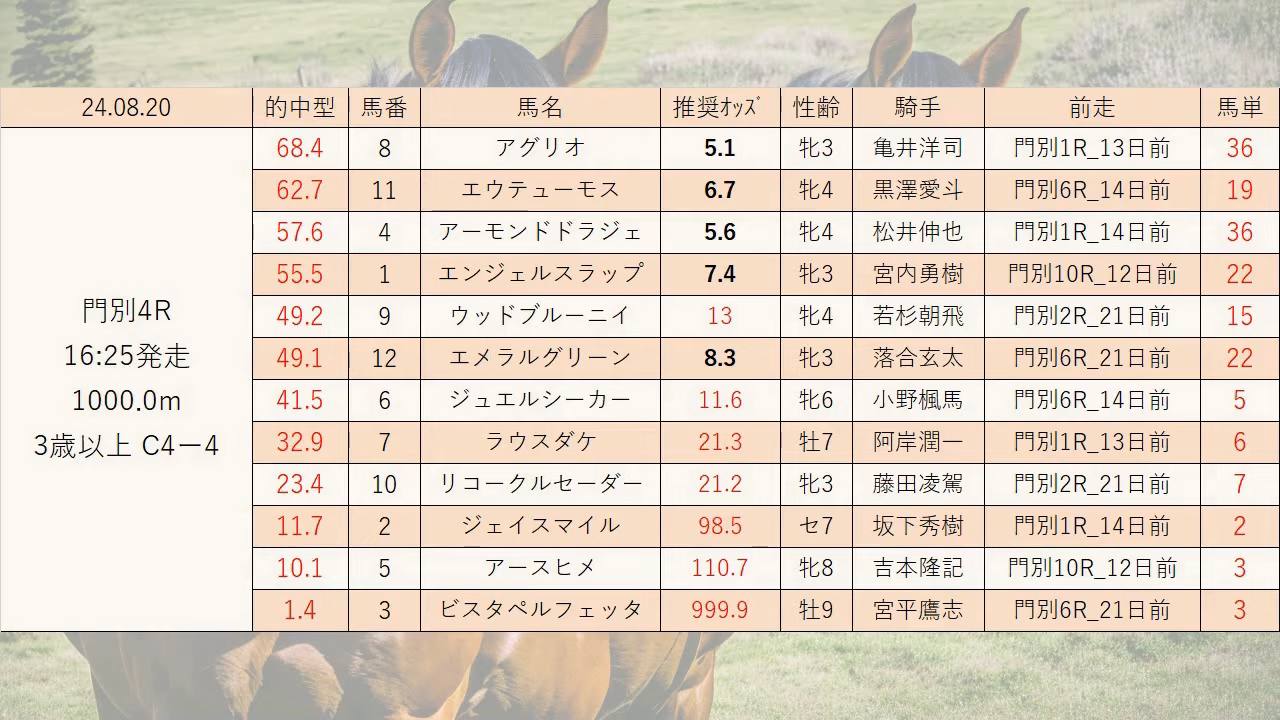 24.08.20 的中型 馬番 馬名 推奨ｵｯｽﾞ 性齢 騎手 前走 馬単
門別4R
16:25発走
1000.0m
3歳以上 C4ー4
68.4 8 アグリオ 5.1 牝3 亀井洋司 門別1R_13日前 36
62.7 11 エウテューモス 6.7 牝4 黒澤愛斗 門別6R_14日前 19
57.6 4 アーモンドドラジェ 5.6 牝4 松井伸也 門別1R_14日前 36
55.5 1 エンジェルスラップ 7.4 牝3 宮内勇樹 門別10R_12日前 22
49.2 9 ウッドブルーニイ 13 牝4 若杉朝飛 門別2R_21日前 15
49.1 12 エメラルグリーン 8.3 牝3 落合玄太 門別6R_21日前 22
41.5 6 ジュエルシーカー 11.6 牝6 小野楓馬 門別6R_14日前 5
32.9 7 ラウスダケ 21.3 牡7 阿岸潤一 門別1R_13日前 6
23.4 10 リコークルセーダー 21.2 牝3 藤田凌駕 門別2R_21日前 7
11.7 2 ジェイスマイル 98.5 セ7 坂下秀樹 門別1R_14日前 2
10.1 5 アースヒメ 110.7 牝8 吉本隆記 門別10R_12日前 3
1.4 3 ビスタペルフェッタ 999.9 牡9 宮平鷹志 門別6R_21日前 3